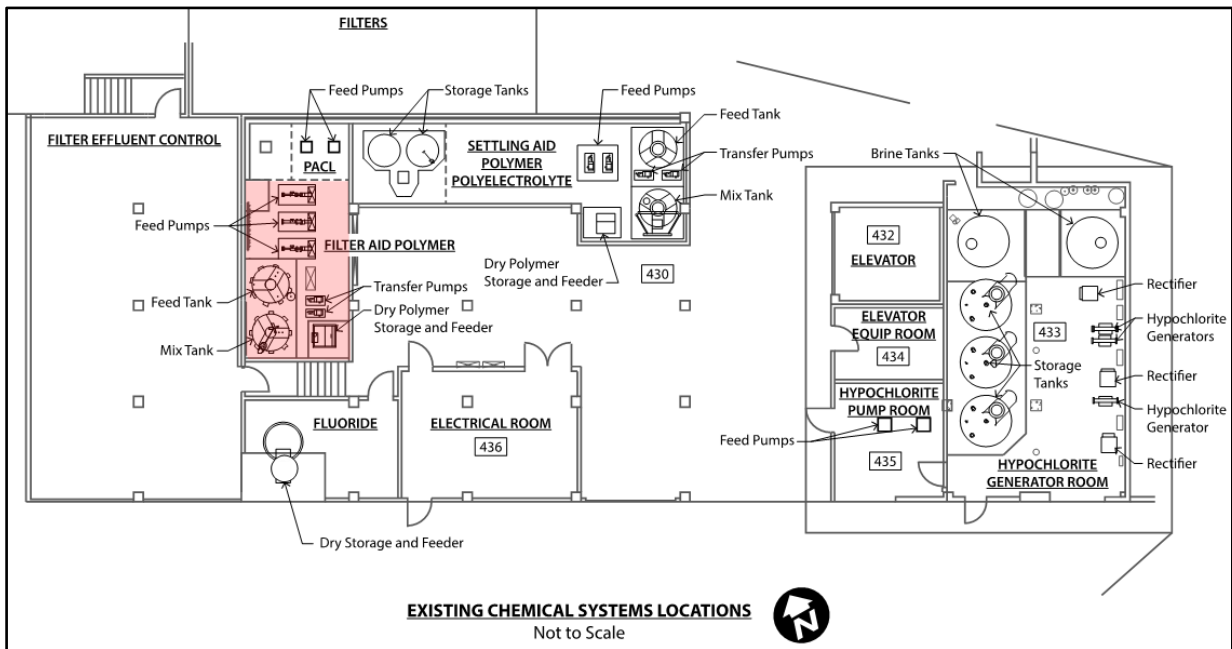 FILTERS
Feed Pumps
Storage Tanks
Feed Pumps
Feed Tank
FILTER EFFLUENT CONTROL
SETTLING AID
POLYMER
POLYELECTROLYTE
Transfer Pumps
Brine Tanks
PACL
Mix Tank
Feed Pumps
FILTER AID POLYMER
432
ELEVATOR
Dry Polymer
Storage and Feeder
430
Feed Tank
Transfer Pumps
Dry Polymer
Storage and Feeder
Mix Tank
ELEVATOR
EQUIP ROOM
434
433
Rectifier
Hypochlorite
Generators
Storage
Tanks
Rectifier
HYPOCHLORITE
PUMP ROOM
Hypochlorite
Generator
FLUORIDE
ELECTRICAL ROOM
436
Feed Pumps
435
Rectifier
HYPOCHLORITE
GENERATOR ROOM
Dry Storage and Feeder
EXISTING CHEMICAL SYSTEMS LOCATIONS
Not to Scale
N